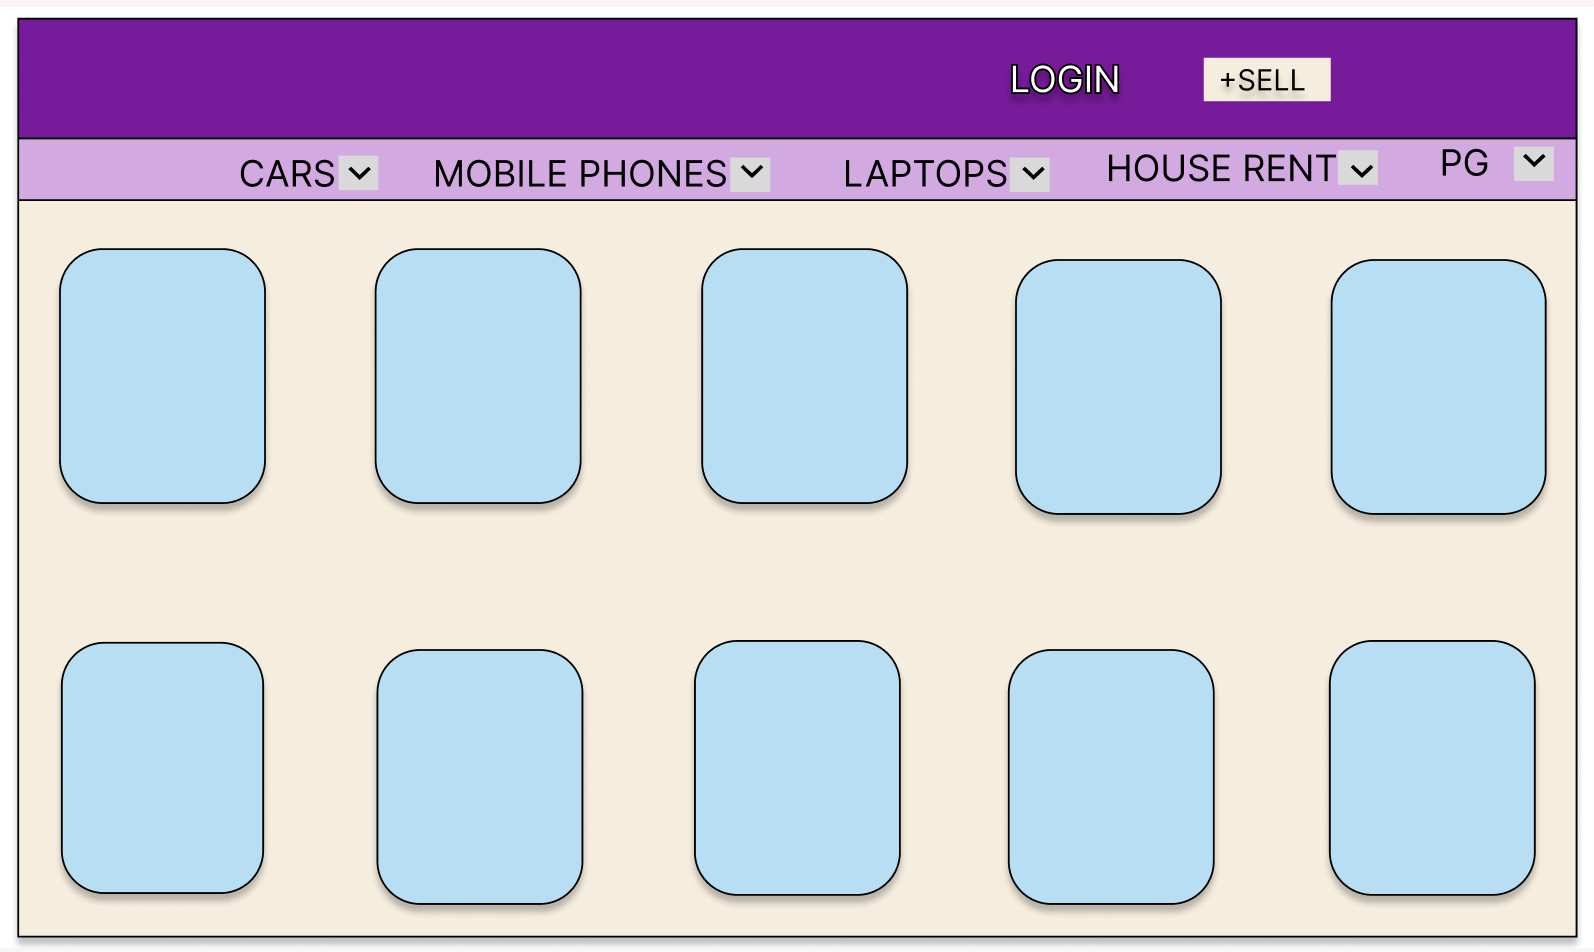 LOGIN +SELL
CARS MOBILE PHONES LAPTOPS HOUSE RENT PG